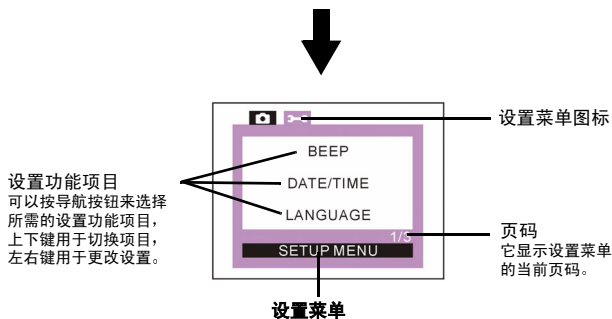 设置菜单图标
BEEP
DATE/TIME
LANGUAGE
1/3
SETUP MENU
设置功能项目
可以按导航按钮来选择
所需的设置功能项目，
上下键用于切换项目，
左右键用于更改设置。
页码
它显示设置菜单
的当前页码。
设置菜单